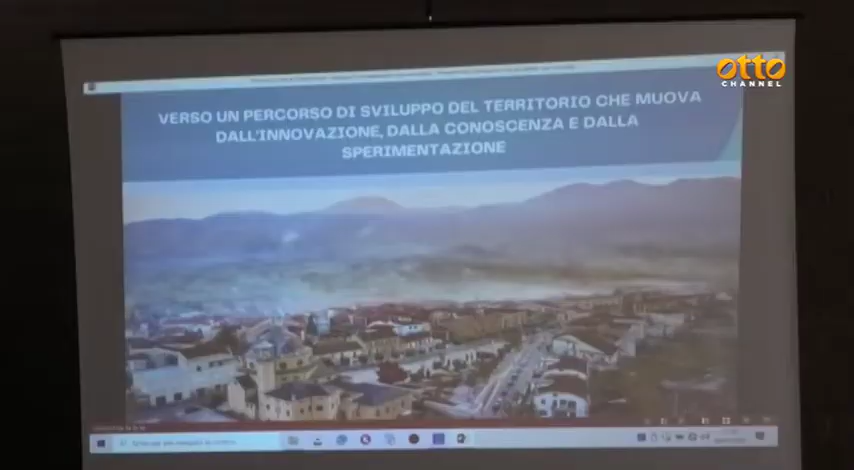 otto
CHANNEL
VERSO UN PERCORSO DI SVILUPPO DEL TERRITORIO CHE MUOVA
DALL'INNOVAZIONE, DALLA CONOSCENZA E DALLA
SPERIMENTAZIONE